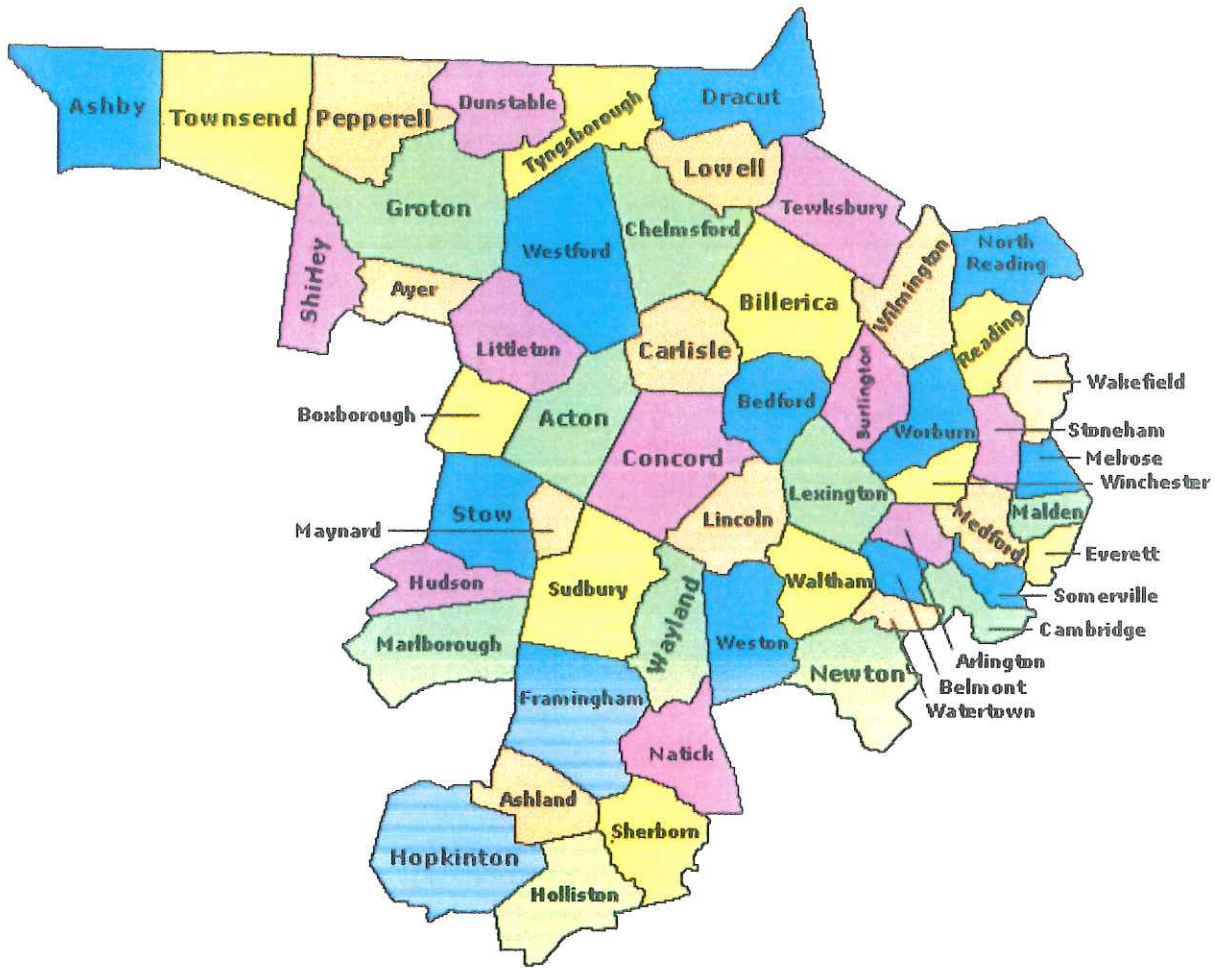 Ashby
Townsend
Pepperell
Dunstable
Tyngsborough
Dracut
Lowell
Groton
Tewksbury
Westford
Chelmsford
North
Reading
Shirley
Ayer
Billerica
Wilmington
Littleton
Carlisle
Reading
Wakefield
Boxborough
Acton
Bedford
Burlington
Worburn
Stoneham
Concord
Melrose
Winchester
Lexington
Stow
Lincoln
Malden
Maynard
Medford
Everett
Hudson
Sudbury
Waltham
Somerville
Wayland
Cambridge
Marlborough
Weston
Newton
Arlington
Belmont
Watertown
Framingham
Natick
Ashland
Sherborn
Hopkinton
Holliston